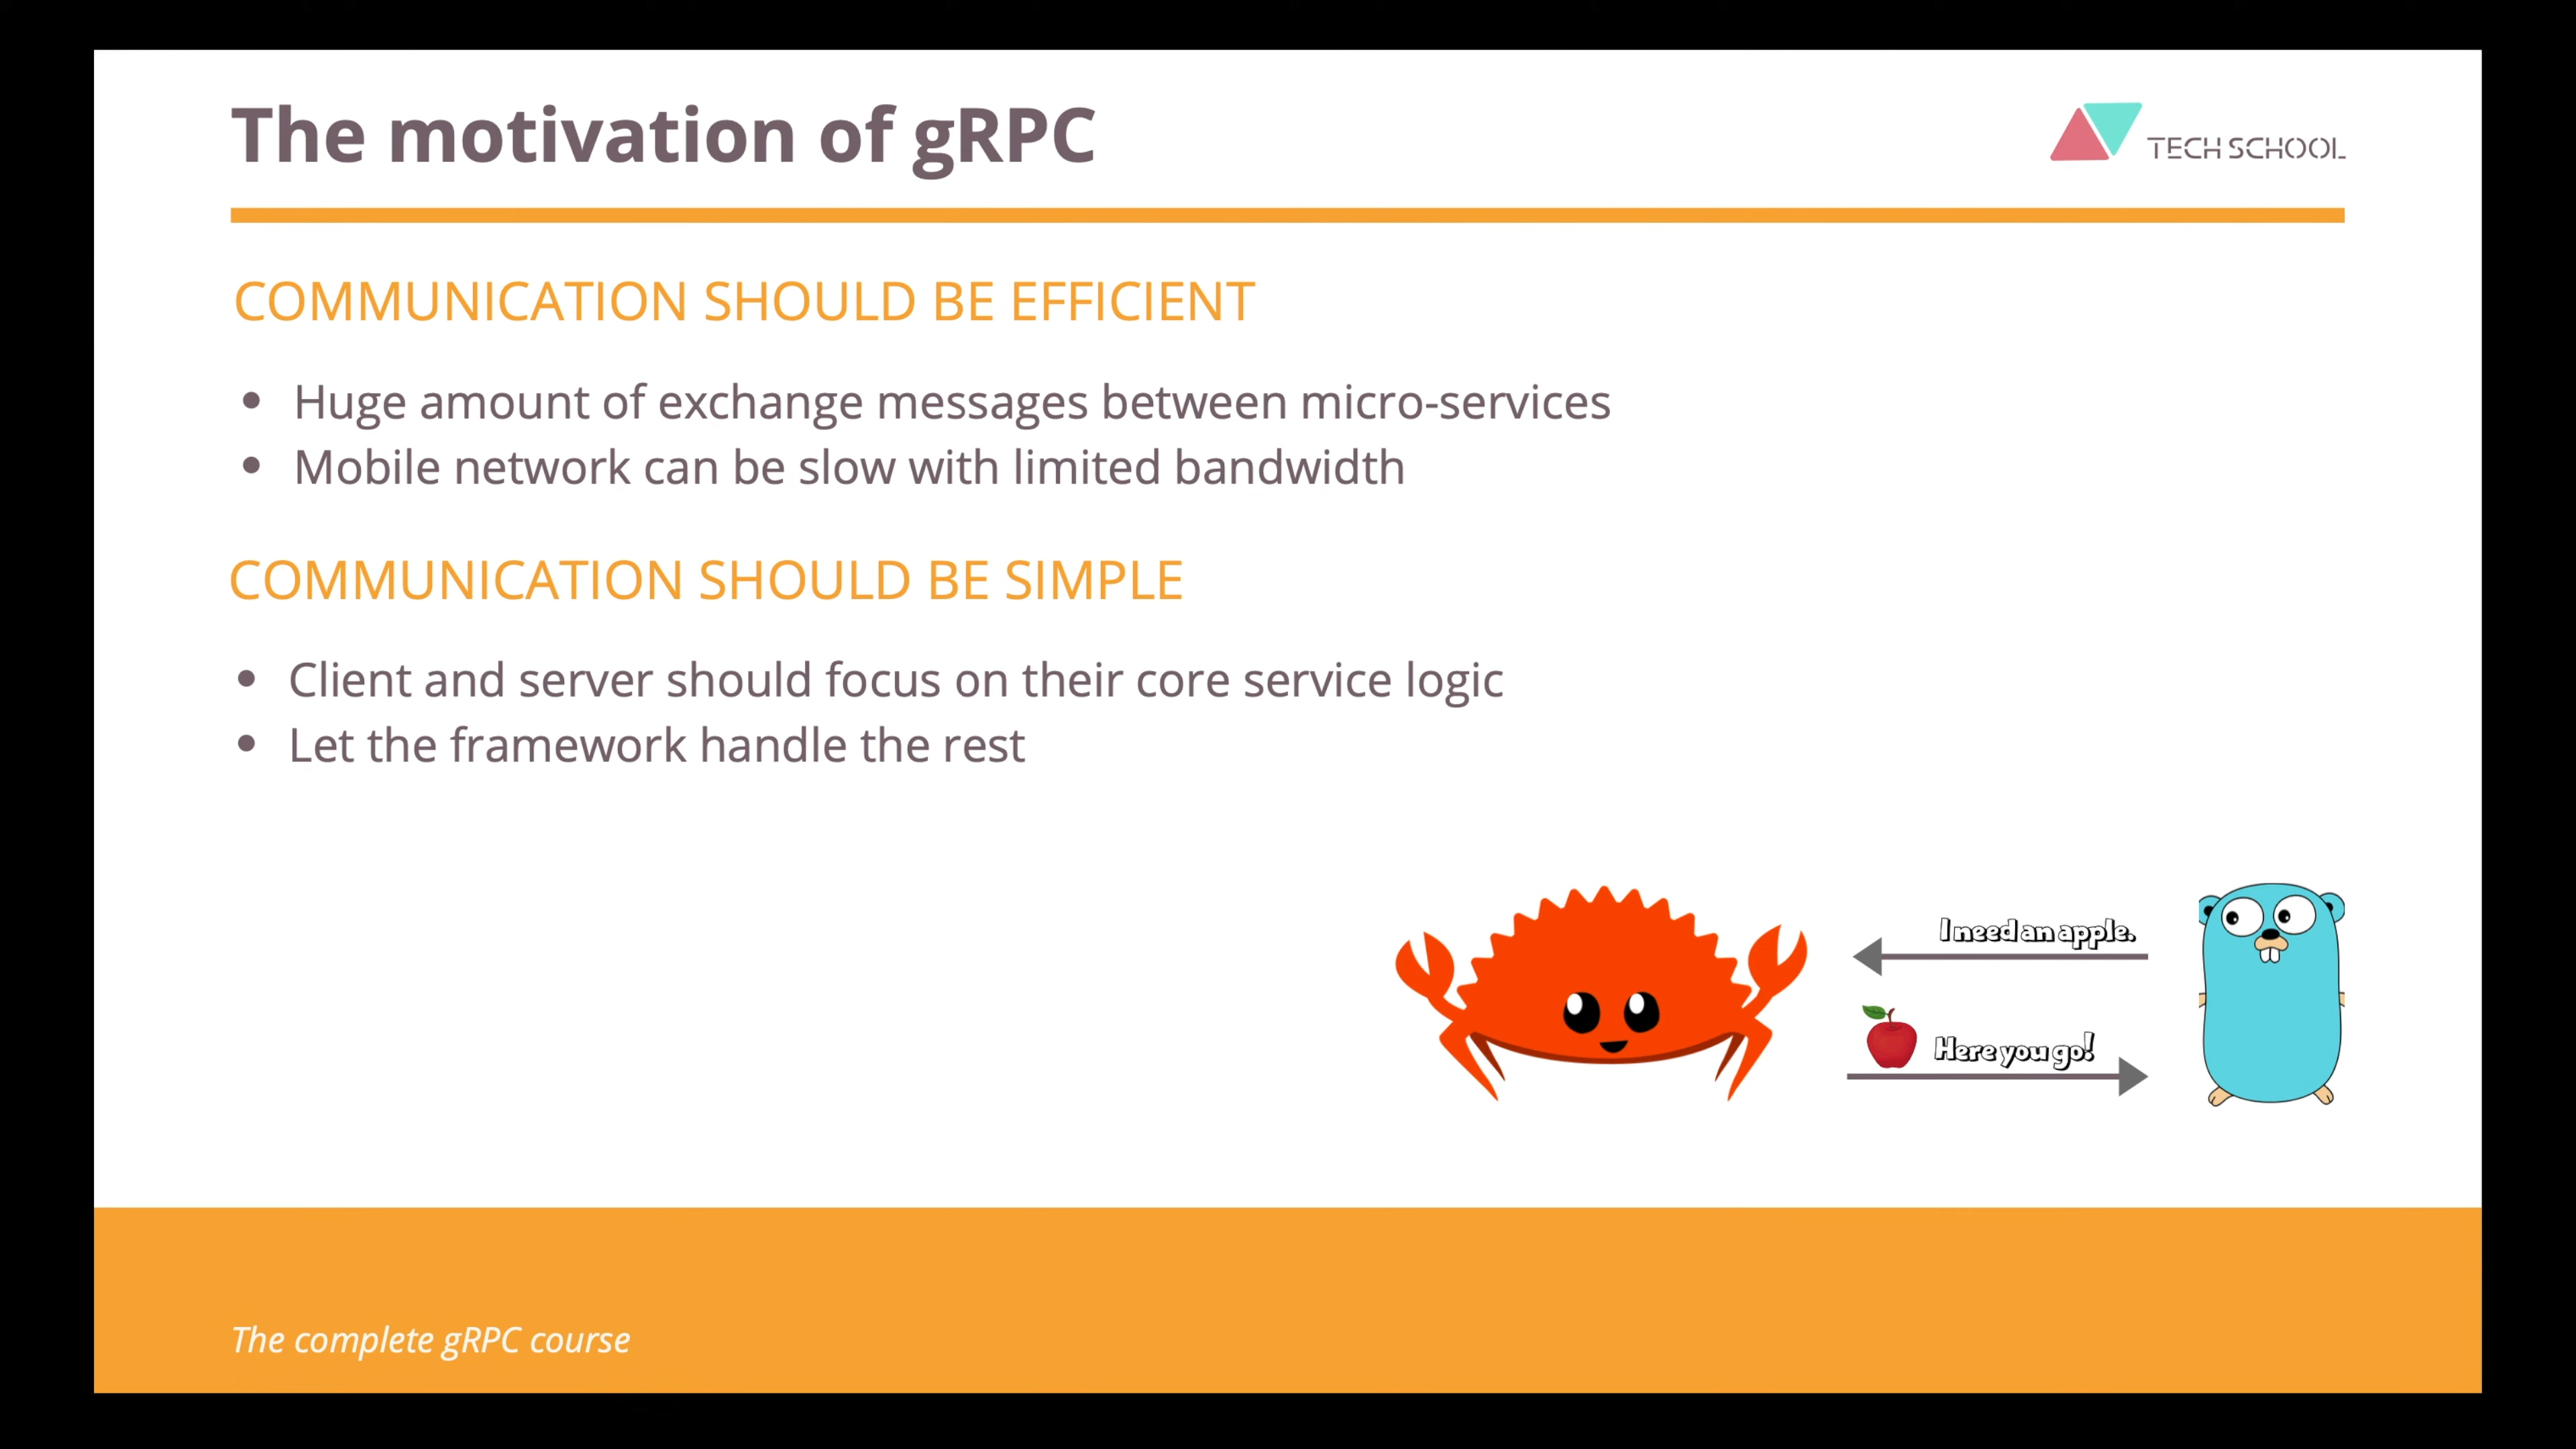 The motivation of gRPC
TECH SCHOOL
COMMUNICATION SHOULD BE EFFICIENT
• Huge amount of exchange messages between micro-services
• Mobile network can be slow with limited bandwidth
COMMUNICATION SHOULD BE SIMPLE
• Client and server should focus on their core service logic
• Let the framework handle the rest
I need an apple.
Here you go!
The complete gRPC course